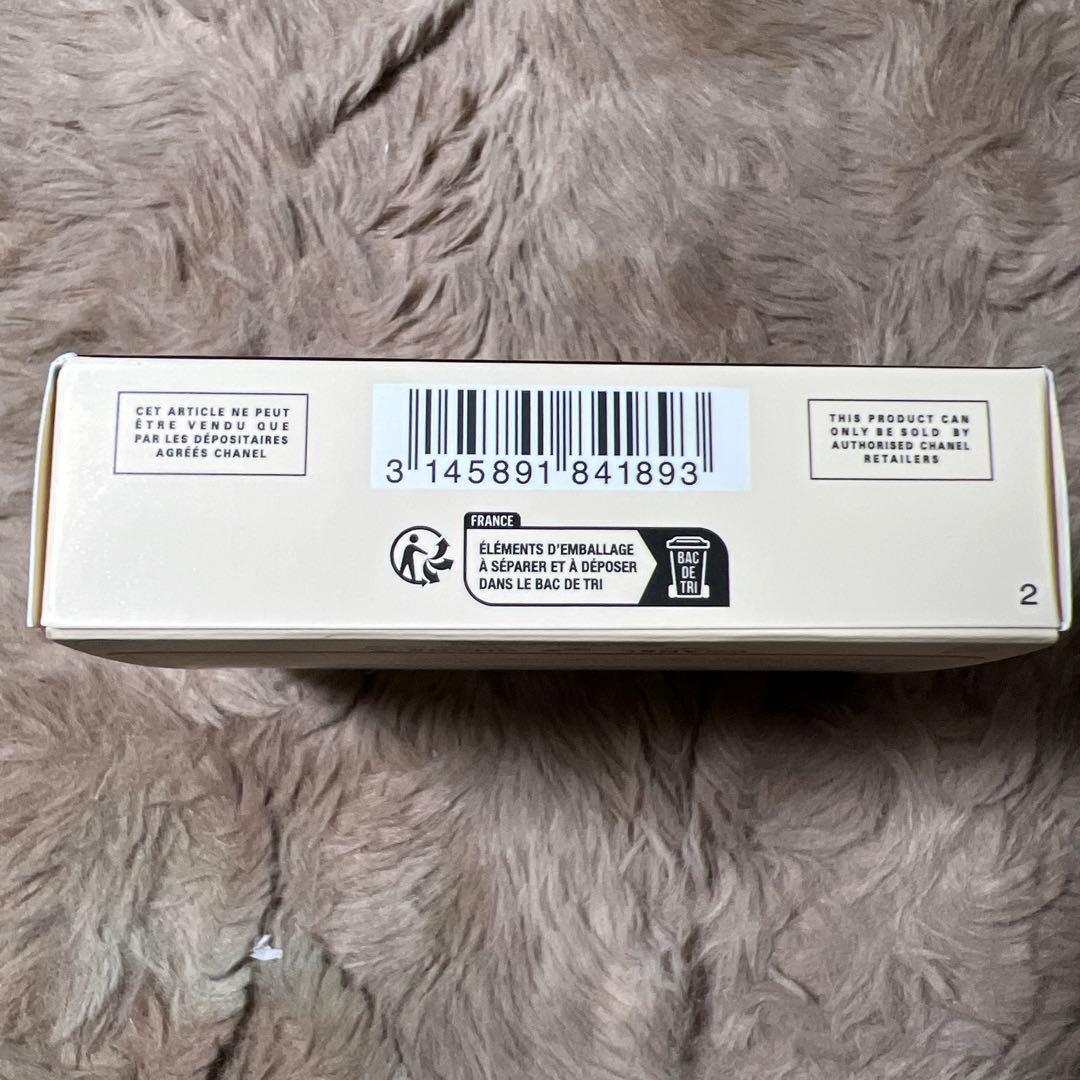 CET ARTICLE NE PEUT
ÊTRE VENDU QUE
PAR LES DÉPOSITAIRES
AGRÉÉS CHANEL
3 145891 841893
THIS PRODUCT CAN
ONLY BE SOLD BY
AUTHORISED CHANEL
RETAILERS
FRANCE
ÉLÉMENTS D'EMBALLAGE
À SÉPARER ET À DÉPOSER
DANS LE BAC DE TRI
BAC
DE
TRI
2